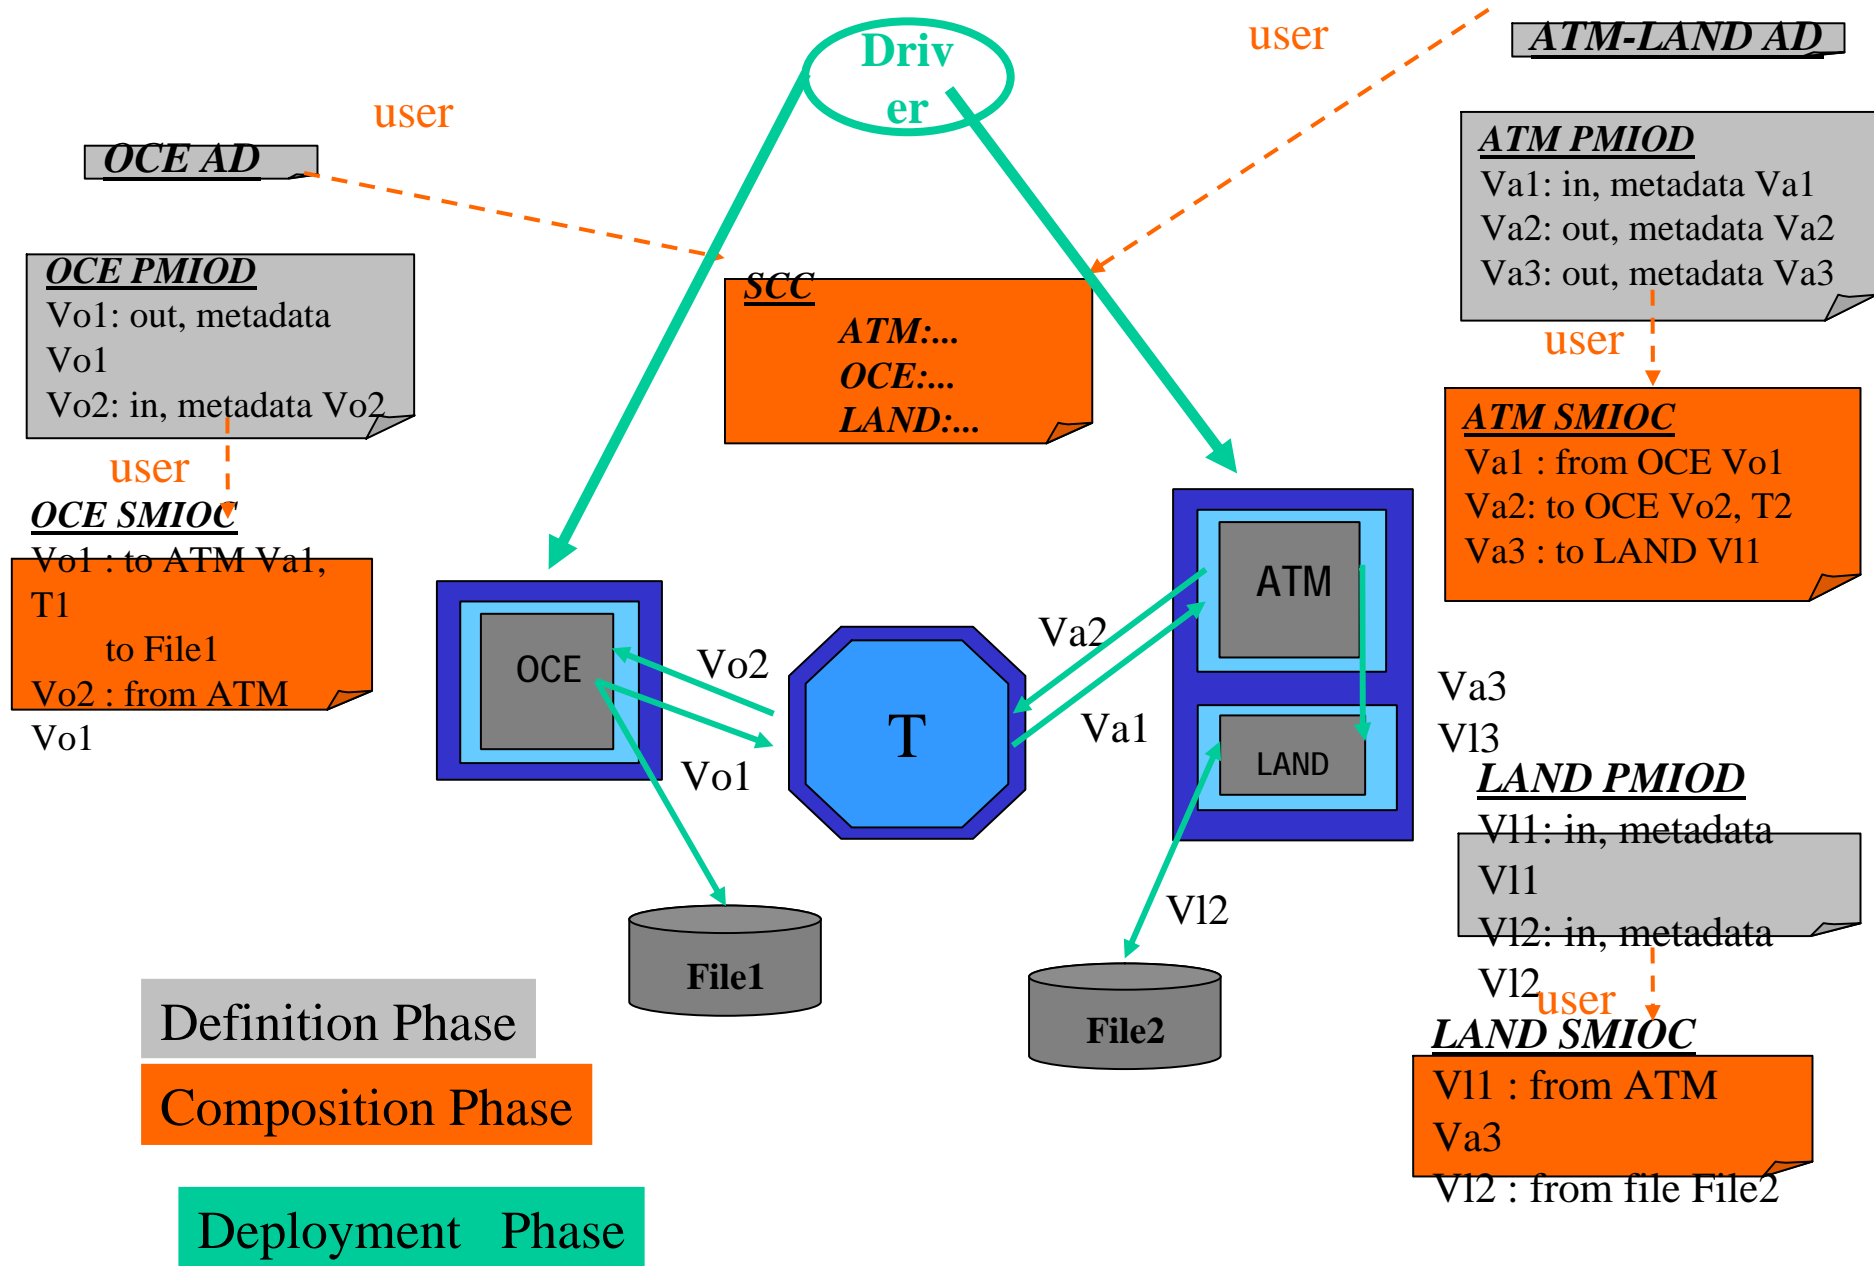 Driv
er
user
user
ATM-LAND AD
OCE AD
ATM PMIOD
Va1: in, metadata Va1
Va2: out, metadata Va2
Va3: out, metadata Va3
OCE PMIOD
Vo1: out, metadata
Vo1
Vo2: in, metadata Vo2
SCC
ATM:...
OCE:...
LAND:...
user
user
ATM SMIOC
Va1 : from OCE Vo1
Va2: to OCE Vo2, T2
Va3 : to LAND Vl1
OCE SMIOC
Vo1 : to ATM Va1,
T1
to File1
Vo2 : from ATM
Vo1
OCE
Vo2
Vo1
T
Va2
Va1
ATM
LAND
Va3
Vl3
LAND PMIOD
Vl1: in, metadata
Vl1
Vl2: in, metadata
Vl2
user
Vl2
File1
File2
LAND SMIOC
Vl1 : from ATM
Va3
Vl2 : from file File2
Definition Phase
Composition Phase
Deployment Phase